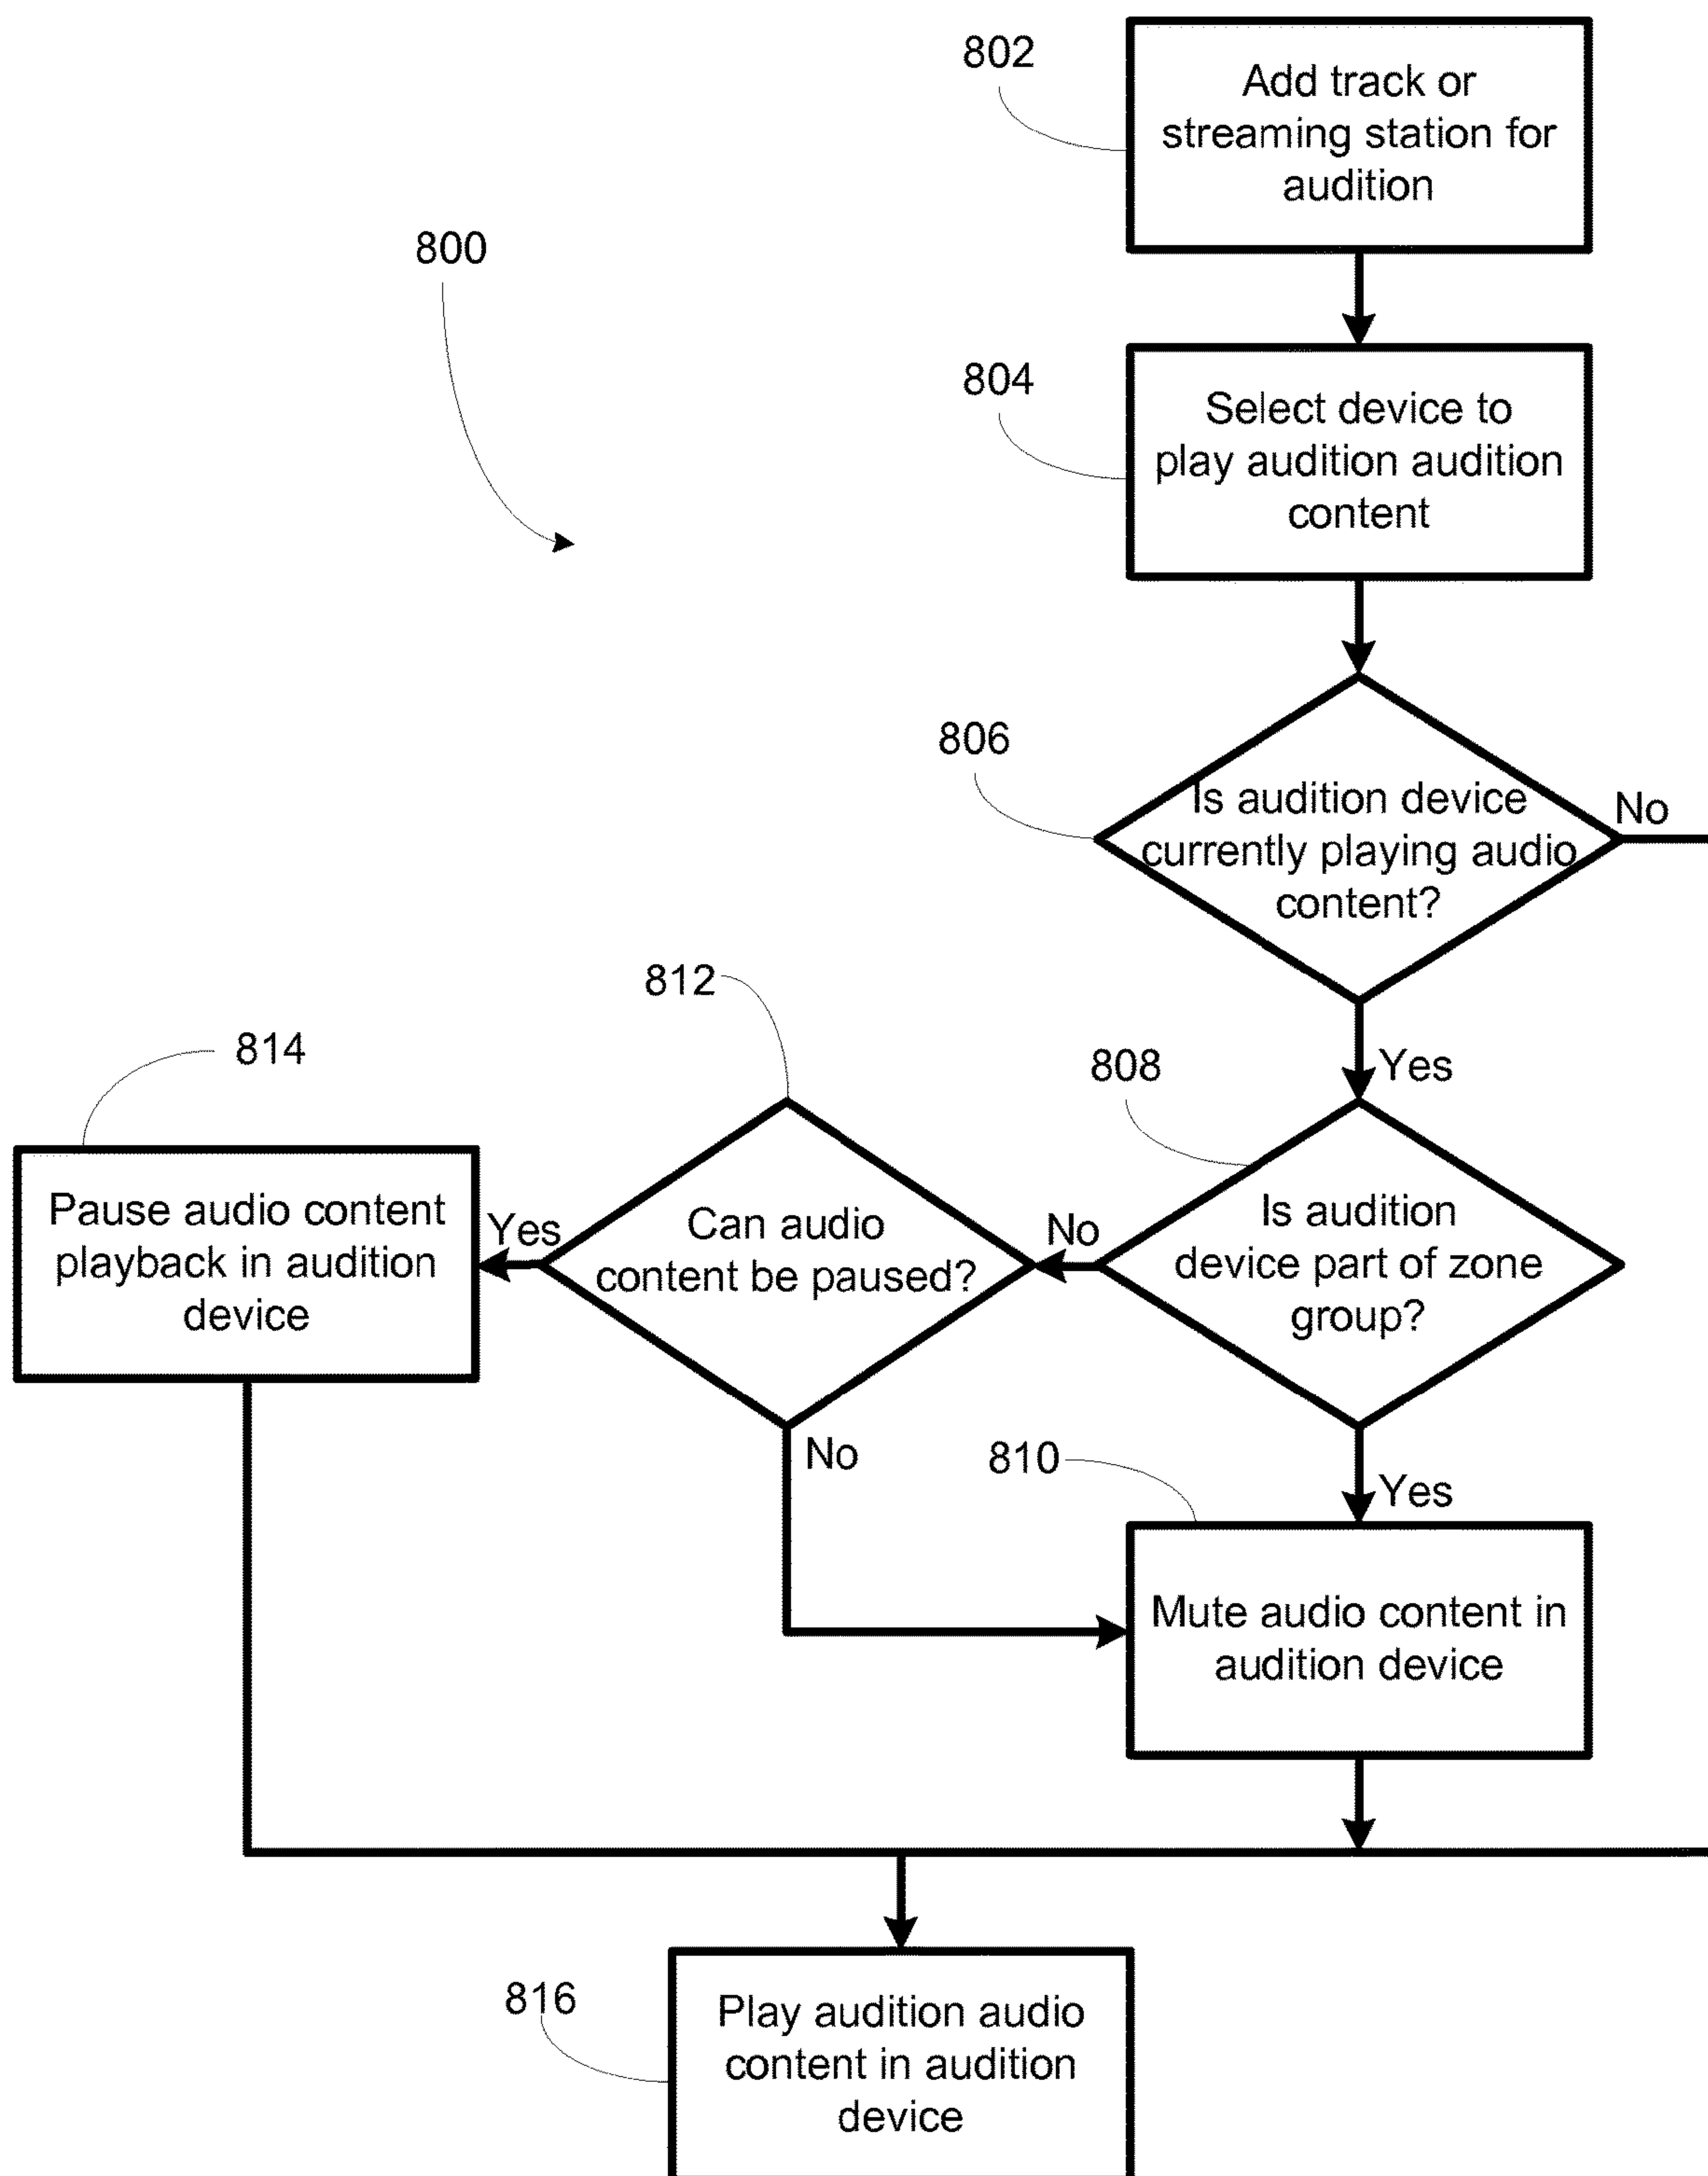 802
Add track or
streaming station for
audition
800
804
Select device to
play audition audition
content
806
Is audition device
currently playing audio
content?
No
Yes
812
814
808
Pause audio content
playback in audition
device
Yes
Can audio
content be paused?
No
Is audition
device part of zone
group?
No
810
Yes
Mute audio content in
audition device
816
Play audition audio
content in audition
device